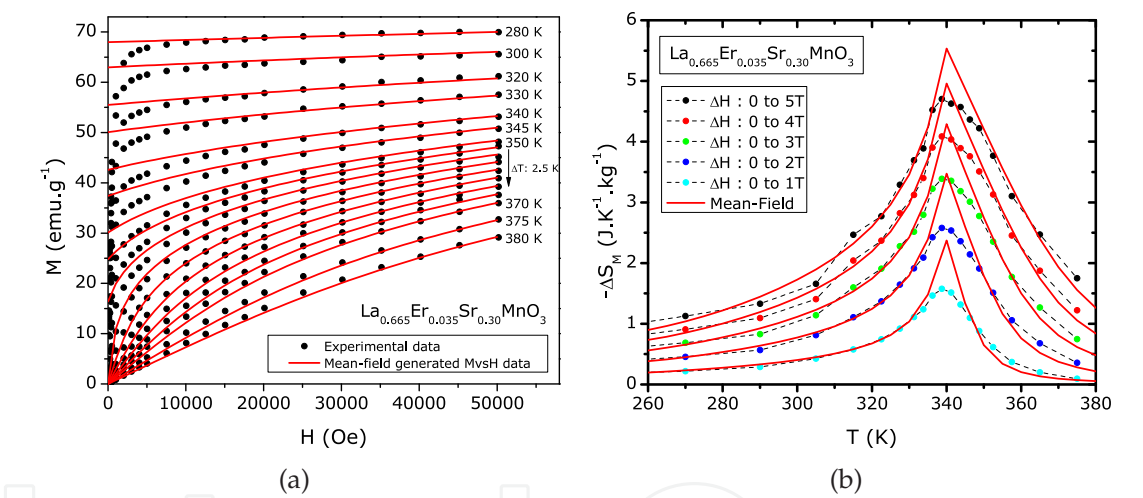 70
60
50
40
30
20
10
0
M (emu.g⁻¹)
280 K
300 K
320 K
330 K
340 K
345 K
350 K
ΔT: 2.5 K
370 K
375 K
380 K
La₀.₆₆₅Er₀.₀₃₅Sr₀.₃₀MnO₃
Experimental data
Mean-field generated MvsH data
0 10000 20000 30000 40000 50000
H (Oe)
(a)
6
5
4
3
2
1
0
-ΔS_M (J.K⁻¹.kg⁻¹)
La₀.₆₆₅Er₀.₀₃₅Sr₀.₃₀MnO₃
ΔH : 0 to 5T
ΔH : 0 to 4T
ΔH : 0 to 3T
ΔH : 0 to 2T
ΔH : 0 to 1T
Mean-Field
260 280 300 320 340 360 380
T (K)
(b)